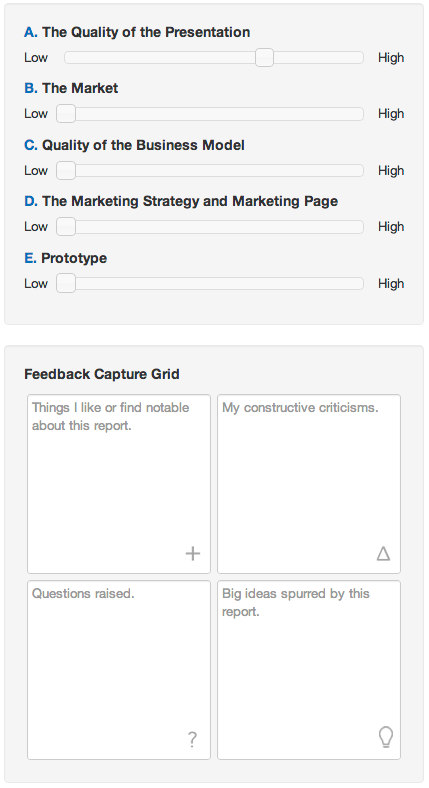 A. The Quality of the Presentation
Low High
B. The Market
Low High
C. Quality of the Business Model
Low High
D. The Marketing Strategy and Marketing Page
Low High
E. Prototype
Low High
Feedback Capture Grid
Things I like or find notable
about this report.
+
My constructive criticisms.
Δ
Questions raised.
?
Big ideas spurred by this
report.